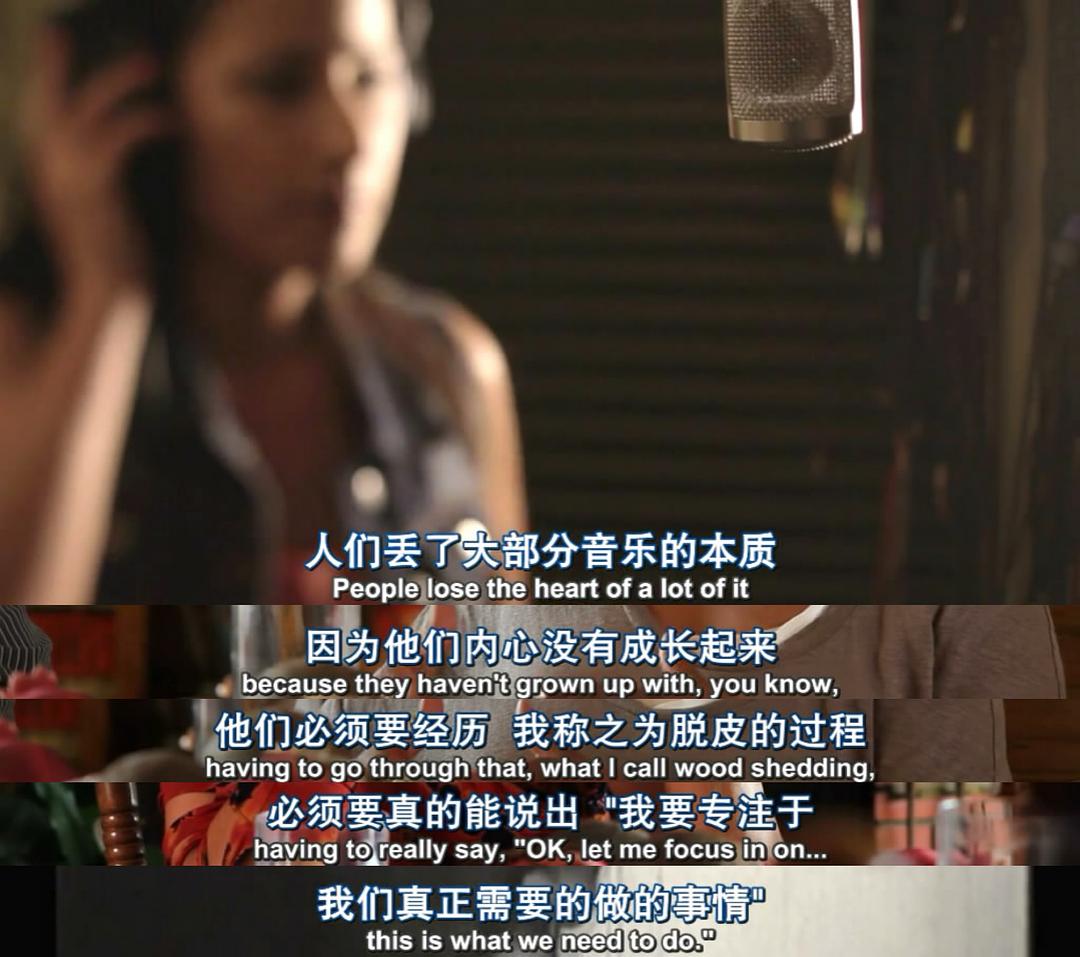 人们丢了大部分音乐的本质
People lose the heart of a lot of it
因为他们内心没有成长起来
because they haven't grown up with, you know,
他们必须要经历 我称之为脱皮的过程
having to go through that, what I call wood shedding,
必须要真的能说出 "我要专注于
having to really say, "OK, let me focus in on...
我们真正需要的做的事情"
this is what we need to do."